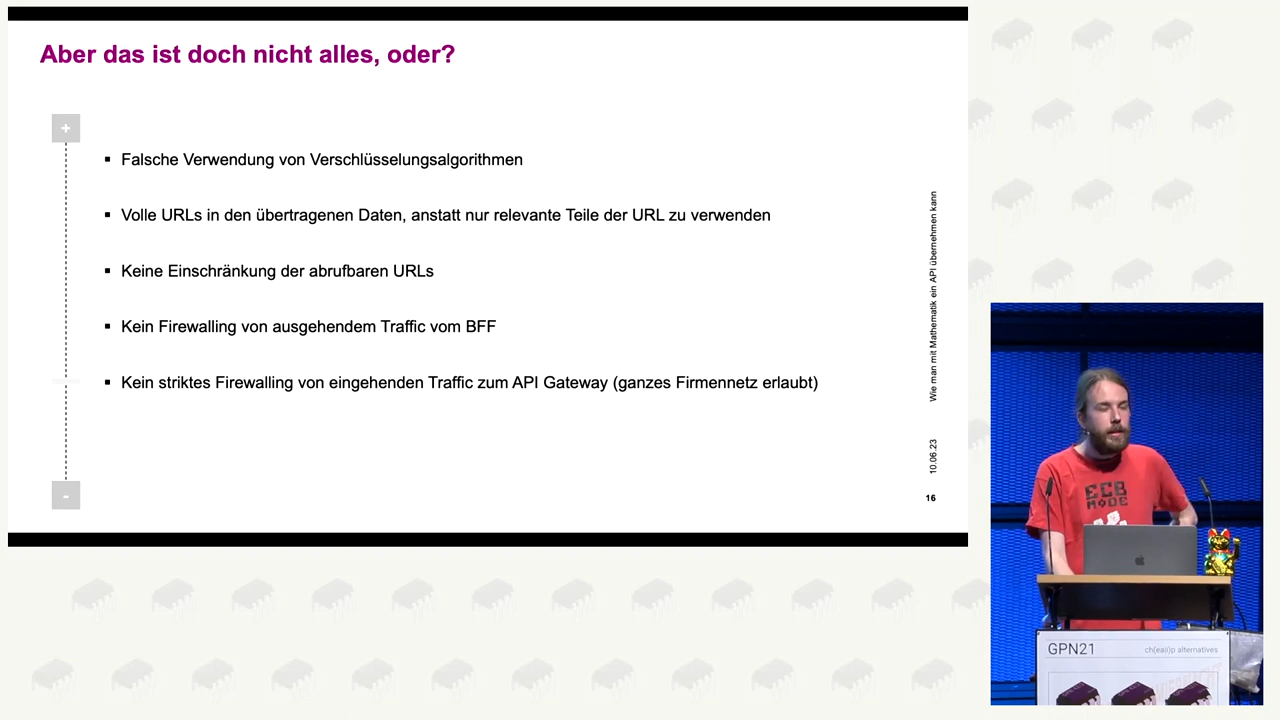 Aber das ist doch nicht alles, oder?
+
▪ Falsche Verwendung von Verschlüsselungsalgorithmen
▪ Volle URLs in den übertragenen Daten, anstatt nur relevante Teile der URL zu verwenden
▪ Keine Einschränkung der abrufbaren URLs
▪ Kein Firewalling von ausgehendem Traffic vom BFF
▪ Kein striktes Firewalling von eingehenden Traffic zum API Gateway (ganzes Firmennetz erlaubt)
-
Wie man mit Mathematik ein API übernehmen kann
10.06.23
16
ECB
MODE
GPN21
ch(eaii)p alternatives